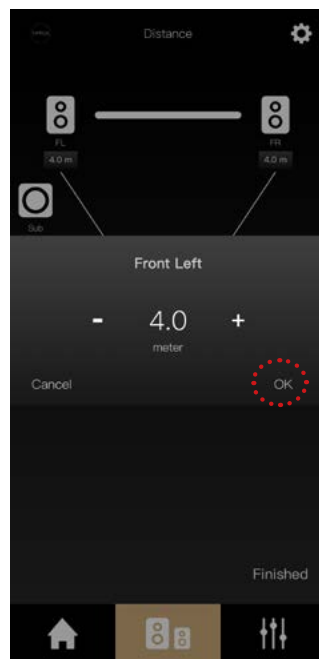 Distance
FL
FR
4.0 m
4.0 m
Sub
Front Left
- 4.0 +
meter
Cancel
OK
Finished